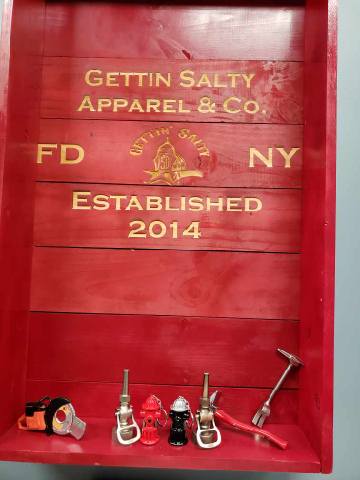 GETTIN SALTY
APPAREL & CO.
GETTIN' SALTY
FD NY
ESTABLISHED
2014